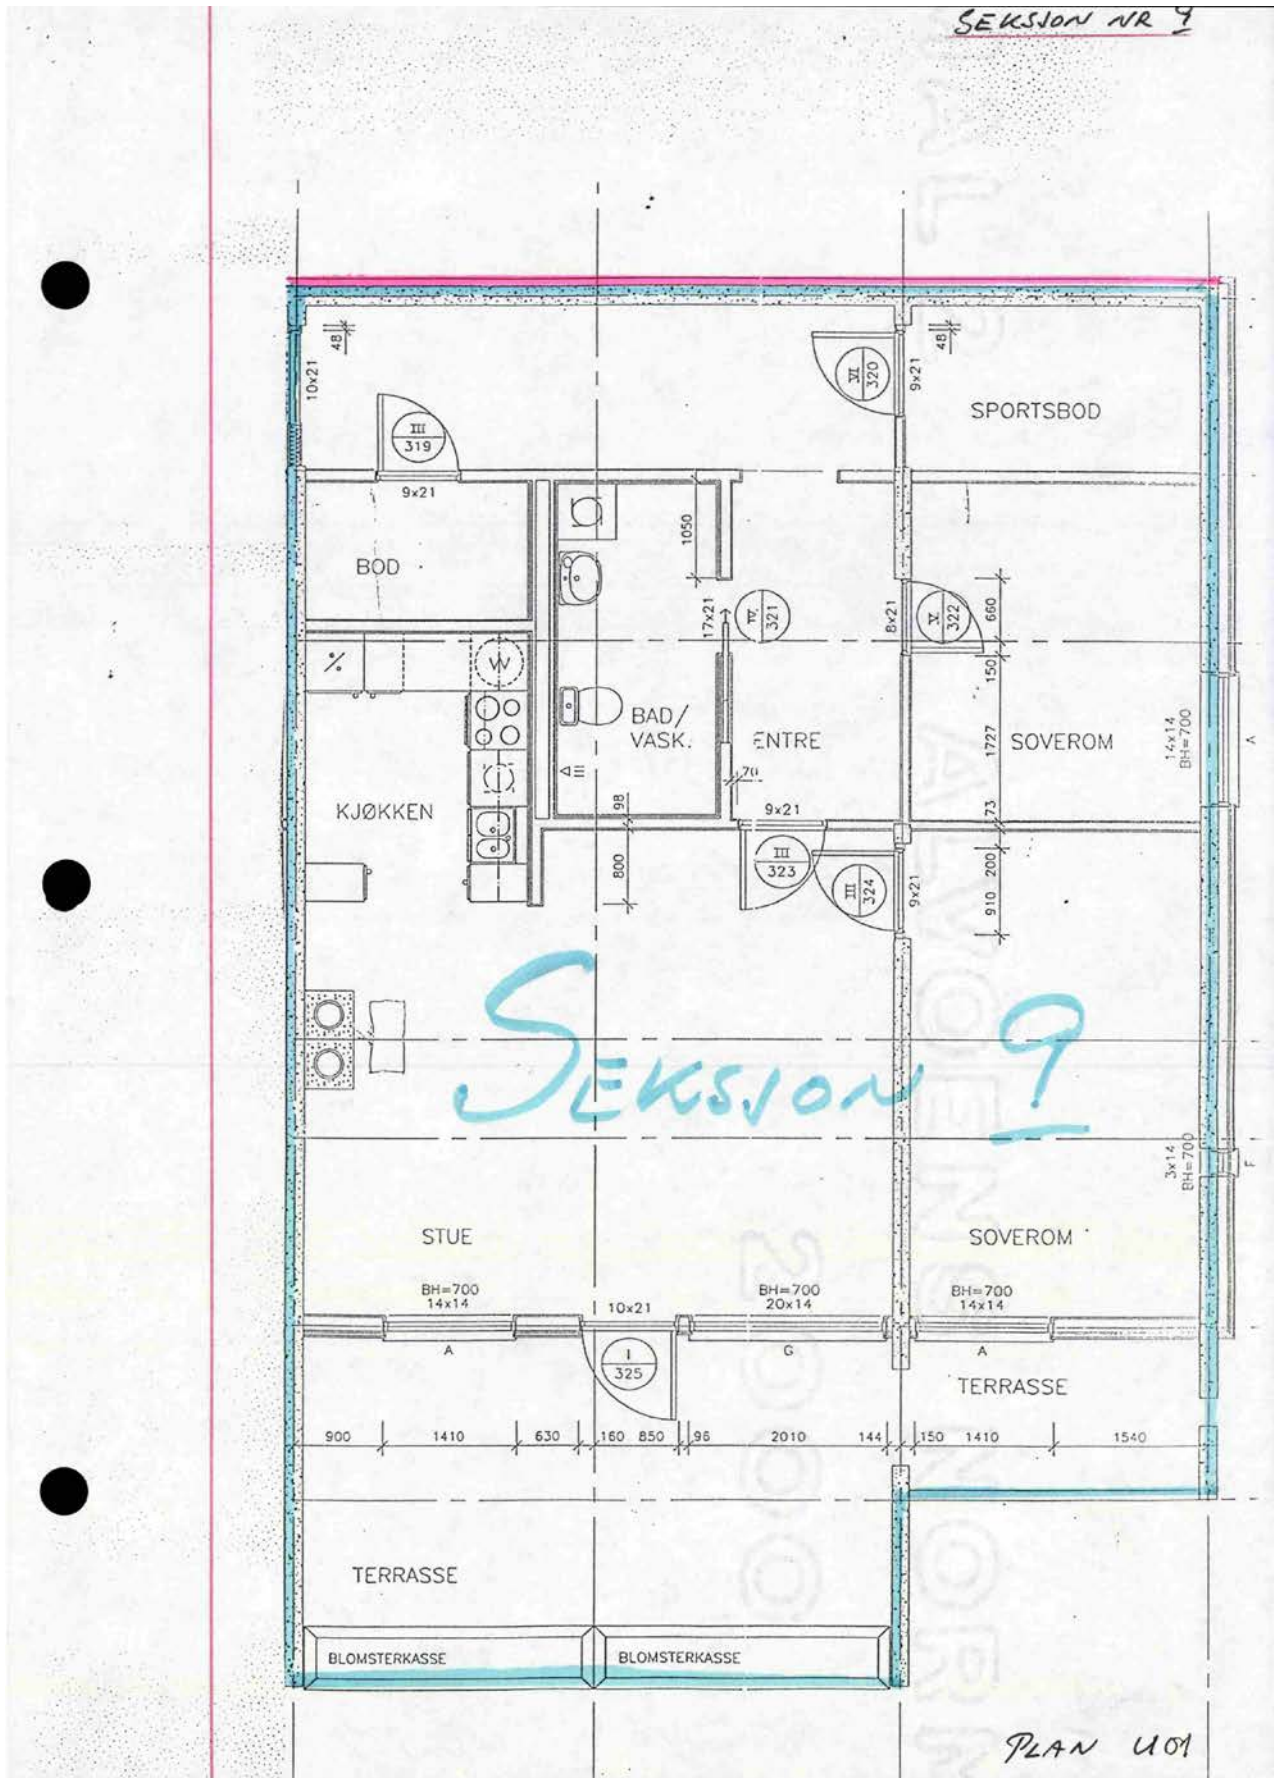 SEKSJON NR 9
48
48
10x21
VI
320
9x21
SPORTSBOD
III
319
9x21
1050
BOD
17x21
IV
321
8x21
V
322
660
150
%
W
BAD/
VASK.
ENTRE
1727
SOVEROM
14x14
BH=700
A
KJØKKEN
98
70
9x21
73
800
III
323
III
324
9x21
200
910
SEKSJON 9
3x14
BH=700
F
STUE
SOVEROM
BH=700
14x14
10x21
BH=700
20x14
BH=700
14x14
A
I
325
G
A
TERRASSE
900 1410 630 160 850 96 2010 144 150 1410 1540
TERRASSE
BLOMSTERKASSE BLOMSTERKASSE
PLAN U01